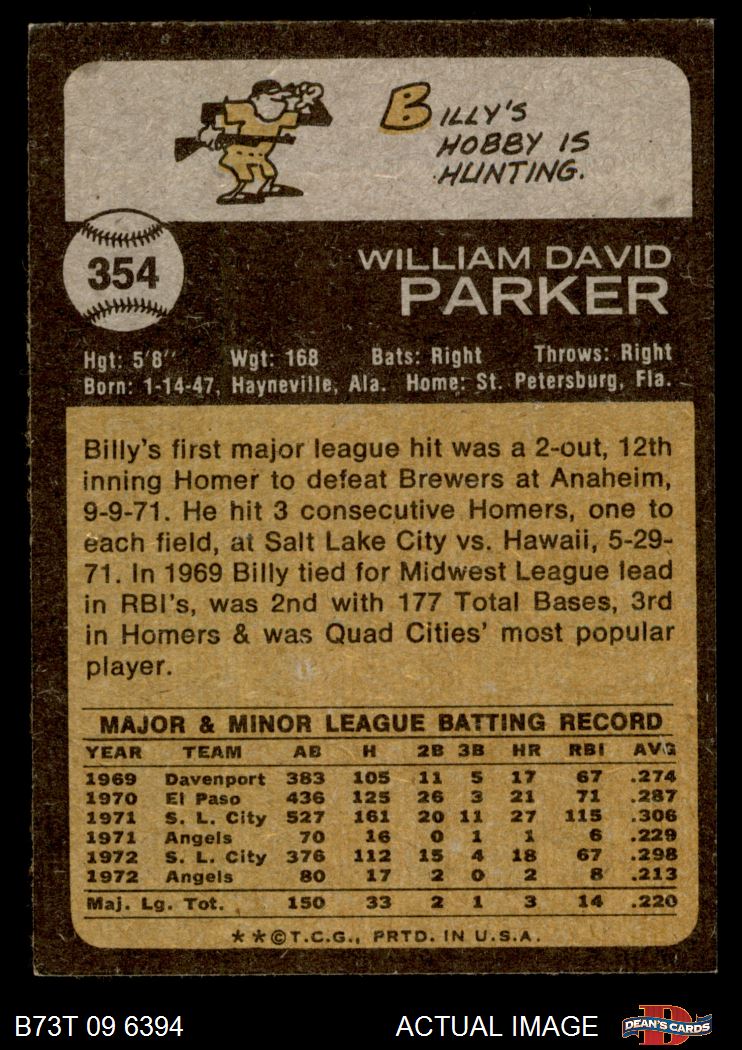 BILLY'S
HOBBY IS
HUNTING.
354
WILLIAM DAVID
PARKER
Hgt: 5'8'' Wgt: 168 Bats: Right Throws: Right
Born: 1-14-47, Hayneville, Ala. Home: St. Petersburg, Fla.
Billy's first major league hit was a 2-out, 12th
inning Homer to defeat Brewers at Anaheim,
9-9-71. He hit 3 consecutive Homers, one to
each field, at Salt Lake City vs. Hawaii, 5-29-
71. In 1969 Billy tied for Midwest League lead
in RBI's, was 2nd with 177 Total Bases, 3rd
in Homers & was Quad Cities' most popular
player.
MAJOR & MINOR LEAGUE BATTING RECORD
YEAR TEAM AB H 2B 3B HR RBI AVG
1969 Davenport 383 105 11 5 17 67 .274
1970 El Paso 436 125 26 3 21 71 .287
1971 S. L. City 527 161 20 11 27 115 .306
1971 Angels 70 16 0 1 1 6 .229
1972 S. L. City 376 112 15 4 18 67 .298
1972 Angels 80 17 2 0 2 8 .213
Maj. Lg. Tot. 150 33 2 1 3 14 .220
**©T.C.G., PRTD. IN U.S.A.
B73T 09 6394 ACTUAL IMAGE D DEAN'S CARDS